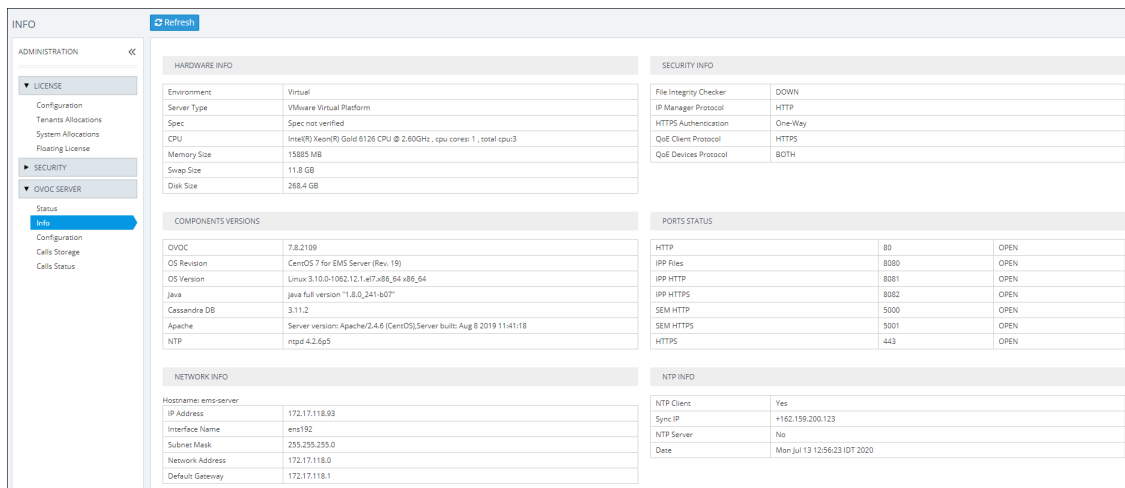 INFO
Refresh
ADMINISTRATION
LICENSE
Configuration
Tenants Allocations
System Allocations
Floating License
SECURITY
OVOC SERVER
Status
Info
Configuration
Calls Storage
Calls Status
HARDWARE INFO
Environment Virtual
Server Type VMware Virtual Platform
Spec Spec not verified
CPU Intel(R) Xeon(R) Gold 6126 CPU @ 2.60GHz , cpu cores: 1 , total cpu:3
Memory Size 15885 MB
Swap Size 11.8 GB
Disk Size 268.4 GB
SECURITY INFO
File Integrity Checker DOWN
IP Manager Protocol HTTP
HTTPS Authentication One-Way
QoE Client Protocol HTTPS
QoE Devices Protocol BOTH
COMPONENTS VERSIONS
OVOC 7.8.2109
OS Revision CentOS 7 for EMS Server (Rev. 19)
OS Version Linux 3.10.0-1062.12.1.el7.x86_64 x86_64
Java java full version "1.8.0_241-b07"
Cassandra DB 3.11.2
Apache Server version: Apache/2.4.6 (CentOS),Server built: Aug 8 2019 11:41:18
NTP ntpd 4.2.6p5
PORTS STATUS
HTTP 80 OPEN
IPP Files 8080 OPEN
IPP HTTP 8081 OPEN
IPP HTTPS 8082 OPEN
SEM HTTP 5000 OPEN
SEM HTTPS 5001 OPEN
HTTPS 443 OPEN
NETWORK INFO
Hostname: ems-server
IP Address 172.17.118.93
Interface Name ens192
Subnet Mask 255.255.255.0
Network Address 172.17.118.0
Default Gateway 172.17.118.1
NTP INFO
NTP Client Yes
Sync IP +162.159.200.123
NTP Server No
Date Mon Jul 13 12:56:23 IDT 2020